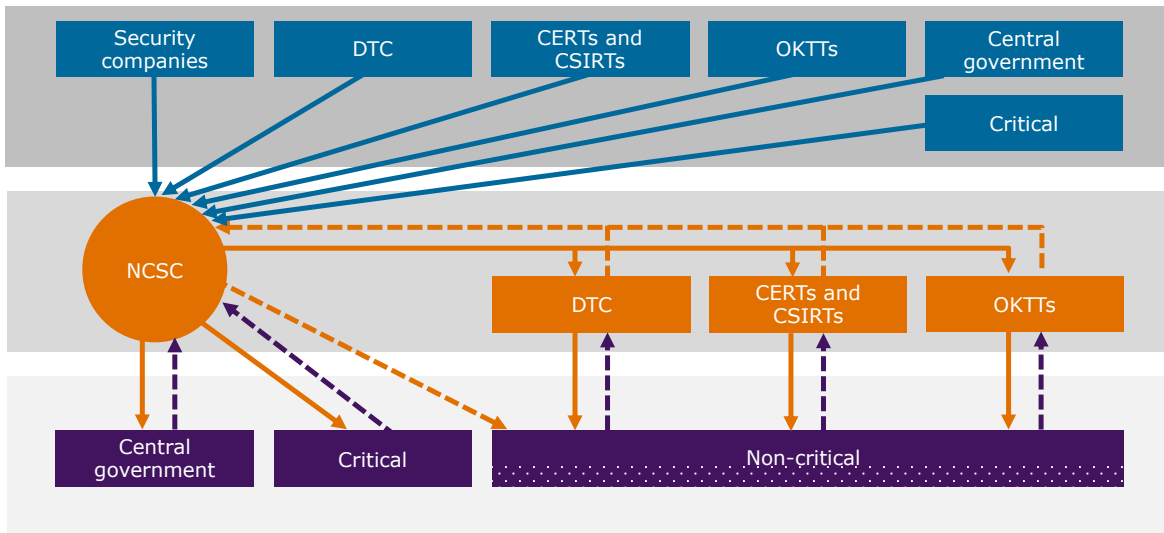 Security
companies
DTC
CERTs and
CSIRTs
OKTTs
Central
government
Critical
NCSC
DTC
CERTs and
CSIRTs
OKTTs
Central
government
Critical
Non-critical